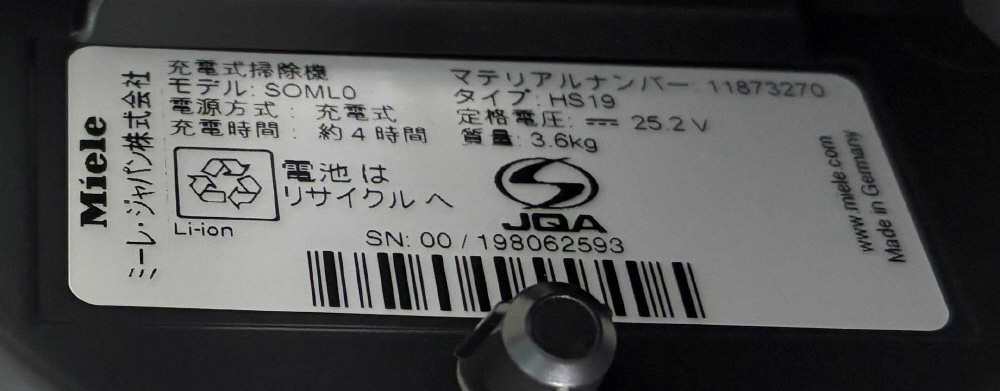 Miele
ミーレ・ジャパン株式会社
充電式掃除機
モデル: SOML0
電源方式: 充電式
充電時間: 約4時間
マテリアルナンバー 11873270
タイプ: HS19
定格電圧: 25.2 V
質量: 3.6kg
Li-ion
電池は
リサイクルへ
JQA
SN: 00 / 198062593
www.miele.com
Made in Germany